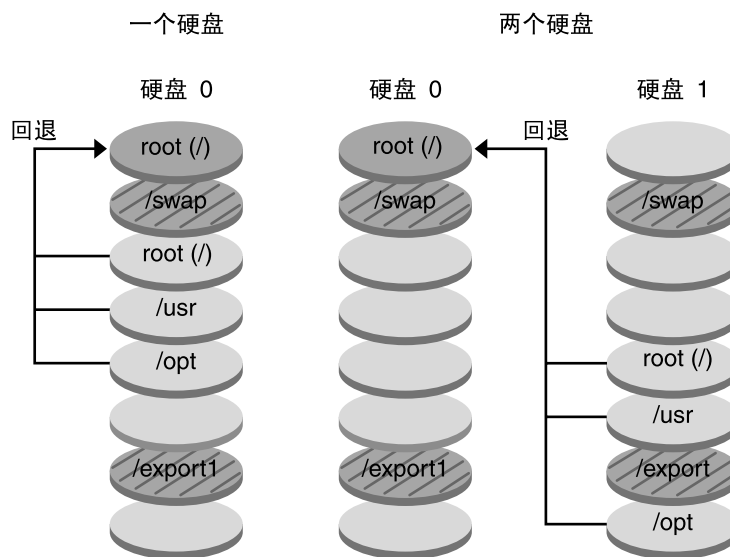 一个硬盘
两个硬盘
硬盘 0
硬盘 0
硬盘 1
回退
root (/)
/swap
root (/)
/usr
/opt
/export1
root (/)
/swap
/export1
回退
/swap
root (/)
/usr
/export
/opt